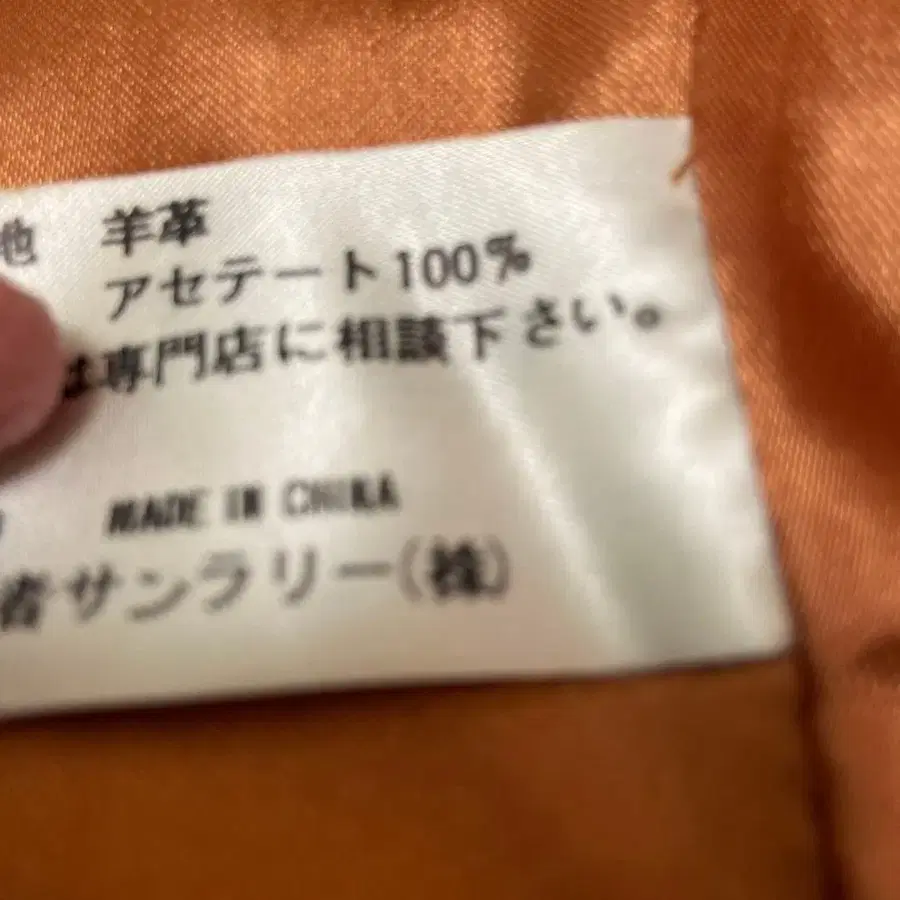 地 羊革
アセテート100%
は専門店に相談下さい。
MADE IN CHINA
者サンラリー(株)